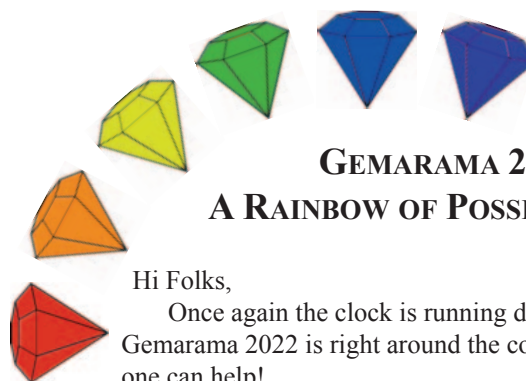 GEMARAMA 2
A RAINBOW OF POSSI
Hi Folks,
Once again the clock is running d
Gemarama 2022 is right around the co
one can help!